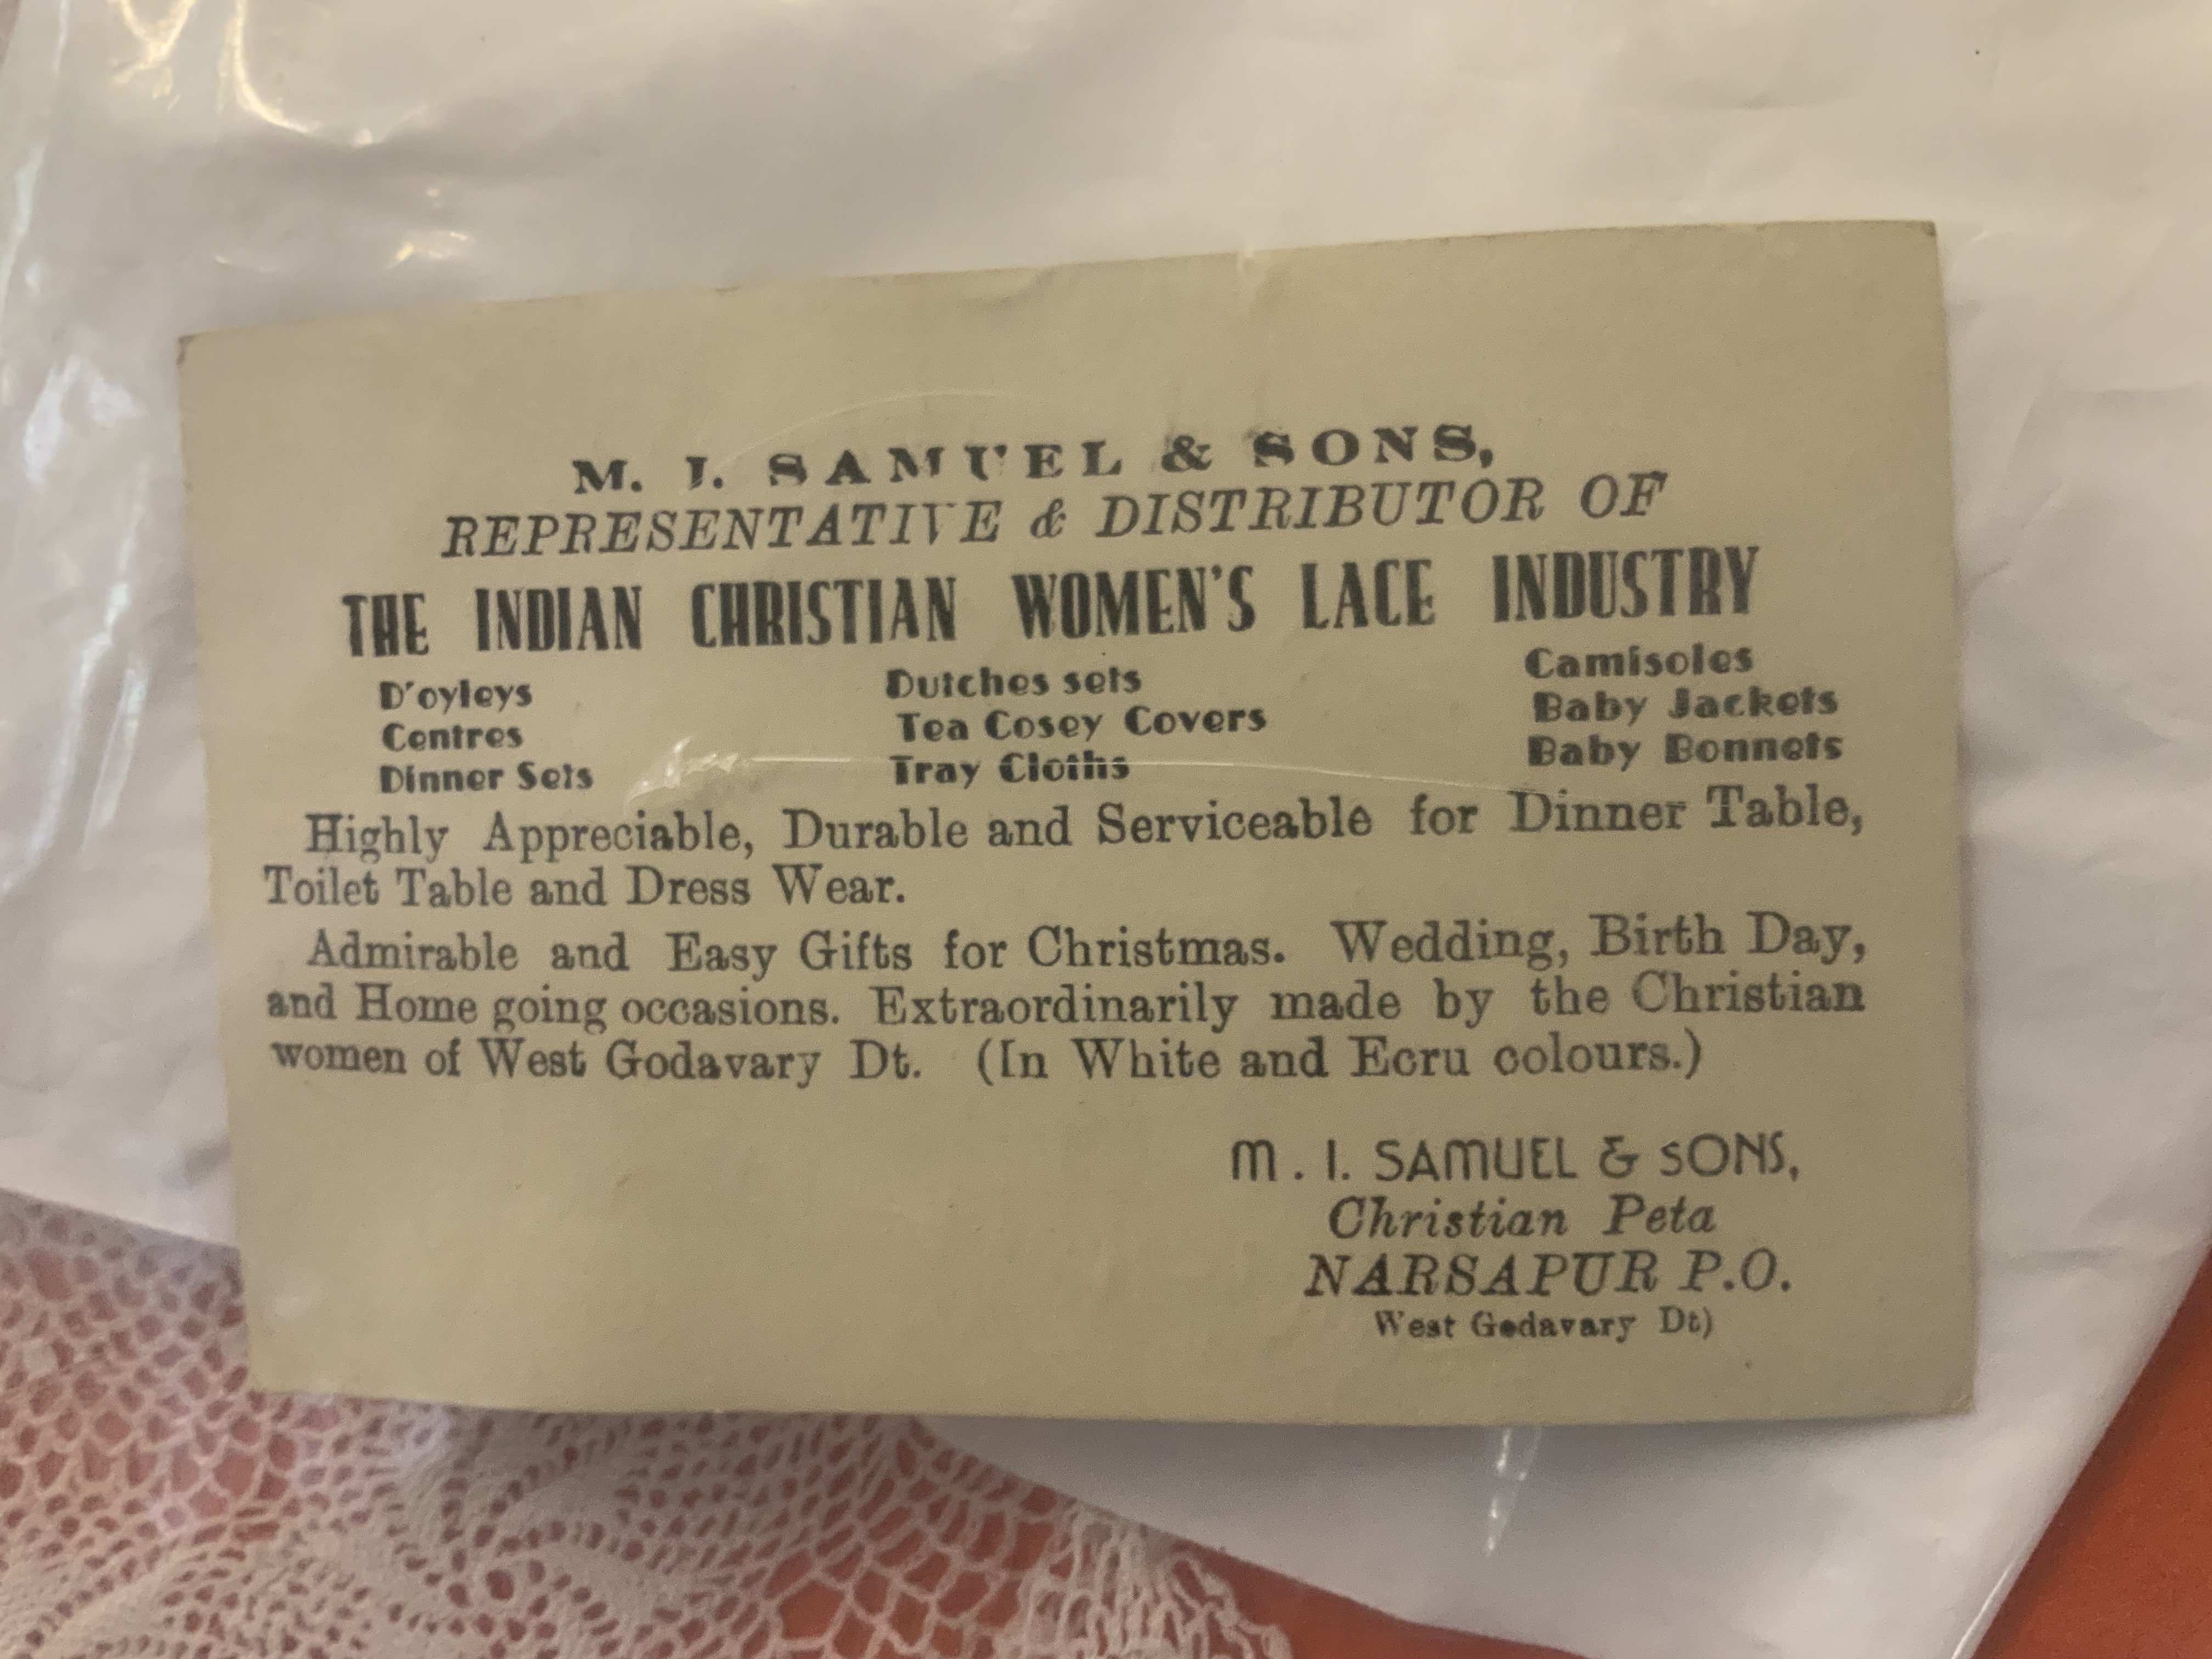 M. I. SAMUEL & SONS,
REPRESENTATIVE & DISTRIBUTOR OF
THE INDIAN CHRISTIAN WOMEN'S LACE INDUSTRY
D'oyleys
Centres
Dinner Sets
Dutches sets
Tea Cosey Covers
Tray Cloths
Camisoles
Baby Jackets
Baby Bonnets
Highly Appreciable, Durable and Serviceable for Dinner Table,
Toilet Table and Dress Wear.
Admirable and Easy Gifts for Christmas. Wedding, Birth Day,
and Home going occasions. Extraordinarily made by the Christian
women of West Godavary Dt. (In White and Ecru colours.)
M. I. SAMUEL & SONS,
Christian Peta
NARSAPUR P.O.
West Godavary Dt)